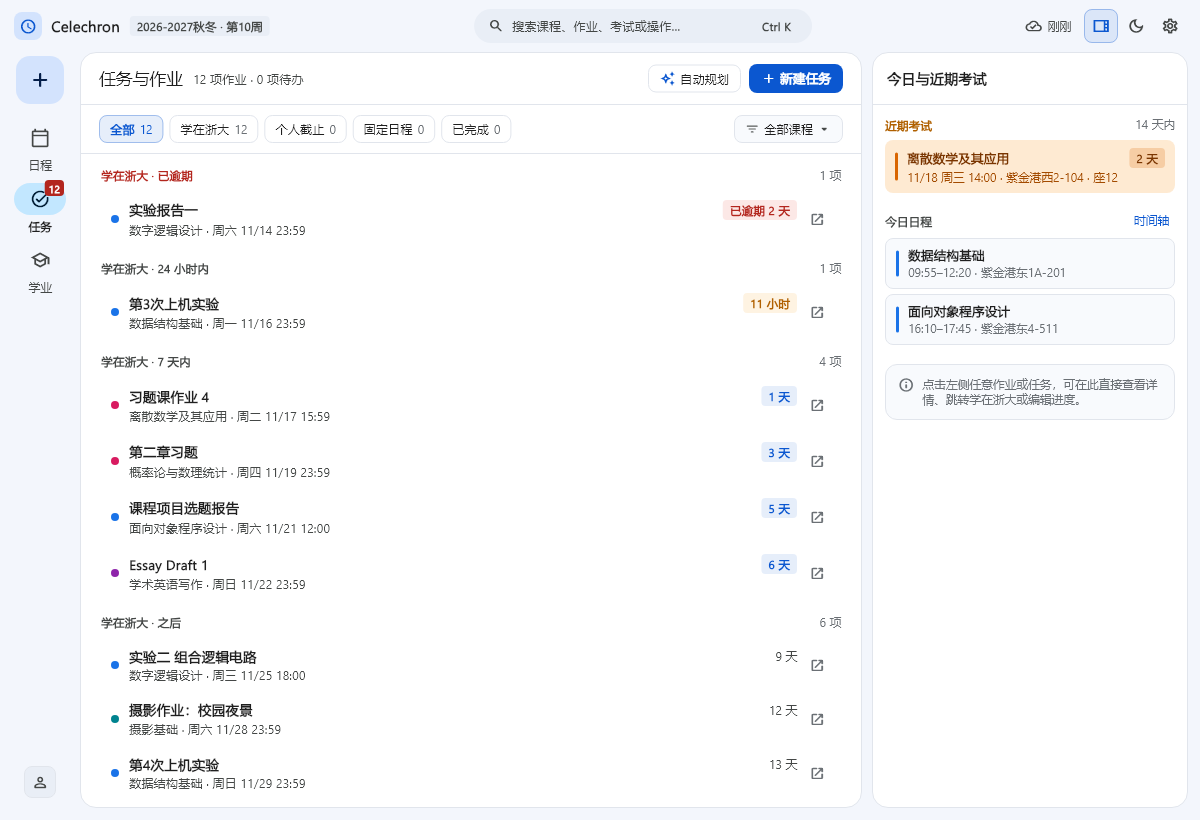 Celechron
2026-2027秋冬 · 第10周
搜索课程、作业、考试或操作...
Ctrl K
刚刚
日程
12
任务
学业
任务与作业
12 项作业 · 0 项待办
自动规划
新建任务
全部 12
学在浙大 12
个人截止 0
固定日程 0
已完成 0
全部课程
学在浙大 · 已逾期
1 项
实验报告一
已逾期 2 天
数字逻辑设计 · 周六 11/14 23:59
学在浙大 · 24 小时内
1 项
第3次上机实验
11 小时
数据结构基础 · 周一 11/16 23:59
学在浙大 · 7 天内
4 项
习题课作业 4
1 天
离散数学及其应用 · 周二 11/17 15:59
第二章习题
3 天
概率论与数理统计 · 周四 11/19 23:59
课程项目选题报告
5 天
面向对象程序设计 · 周六 11/21 12:00
Essay Draft 1
6 天
学术英语写作 · 周日 11/22 23:59
学在浙大 · 之后
6 项
实验二 组合逻辑电路
9 天
数字逻辑设计 · 周三 11/25 18:00
摄影作业：校园夜景
12 天
摄影基础 · 周六 11/28 23:59
第4次上机实验
13 天
数据结构基础 · 周日 11/29 23:59
今日与近期考试
近期考试
14 天内
离散数学及其应用
2 天
11/18 周三 14:00 · 紫金港西2-104 · 座12
今日日程
时间轴
数据结构基础
09:55–12:20 · 紫金港东1A-201
面向对象程序设计
16:10–17:45 · 紫金港东4-511
点击左侧任意作业或任务，可在此直接查看详
情、跳转学在浙大或编辑进度。